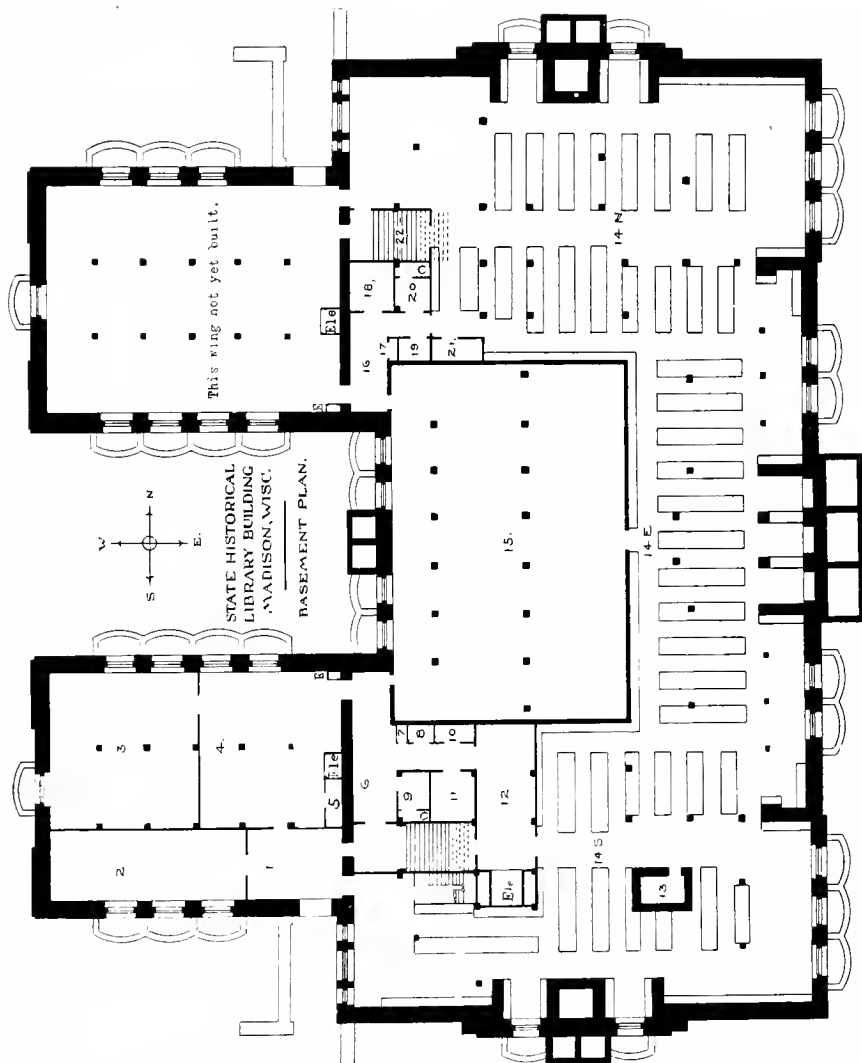 STATE HISTORICAL
LIBRARY BUILDING
MADISON, WISC.
BASEMENT PLAN.
W
N
S
E.
This wing not yet built.
Ele
E
1
2
3
4.
5
Ele
E
6
7
8
9
C
10
11
12
Ele
13
14 S
14 E
14 N
15.
16
17
18,
19
20
C
21.
22